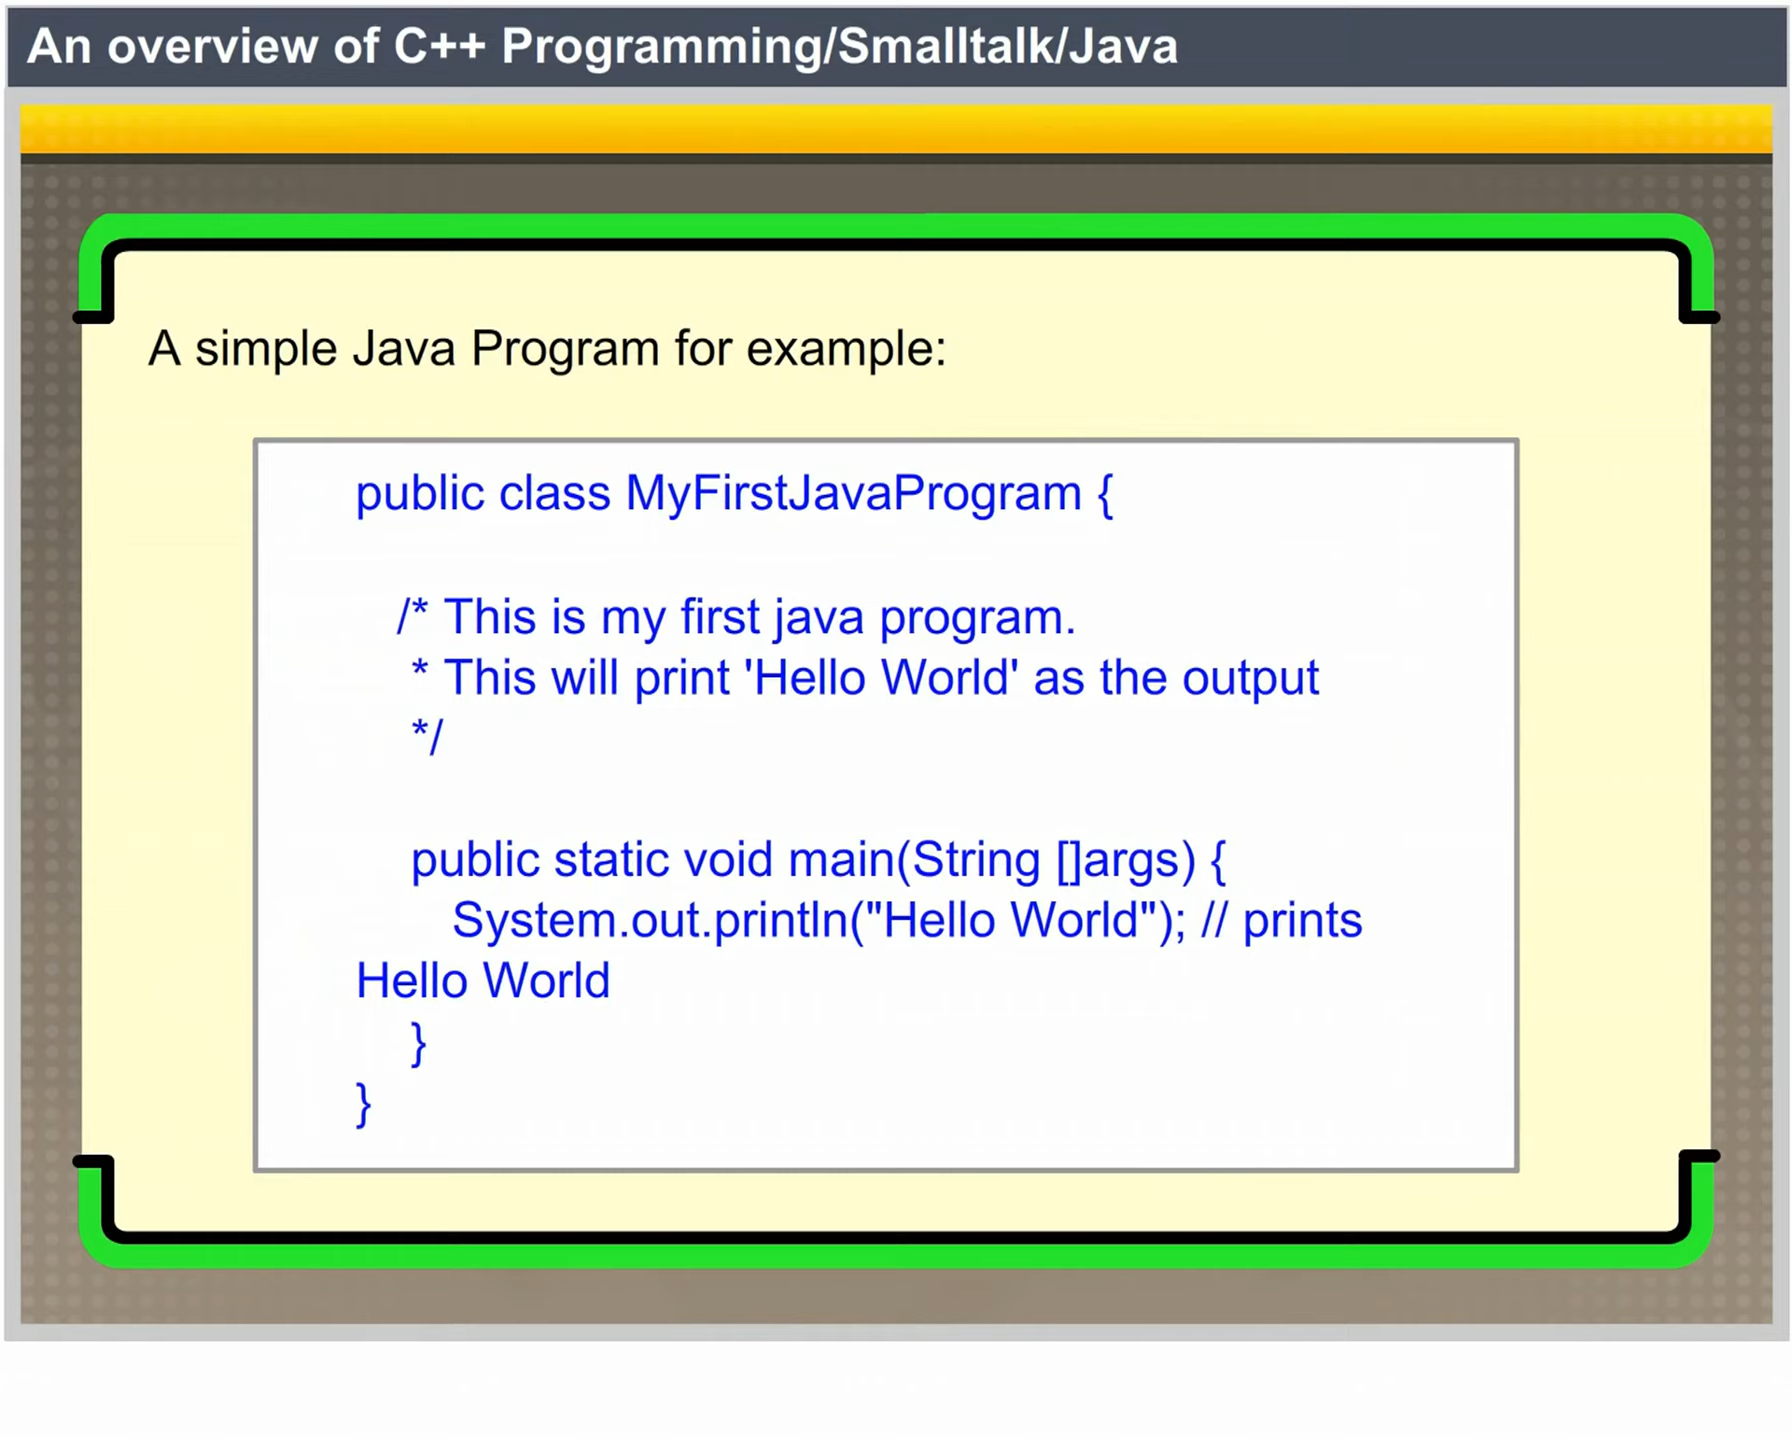 An overview of C++ Programming/Smalltalk/Java
A simple Java Program for example:
public class MyFirstJavaProgram {
/* This is my first java program.
* This will print 'Hello World' as the output
*/
public static void main(String []args) {
System.out.println("Hello World"); // prints
Hello World
}
}